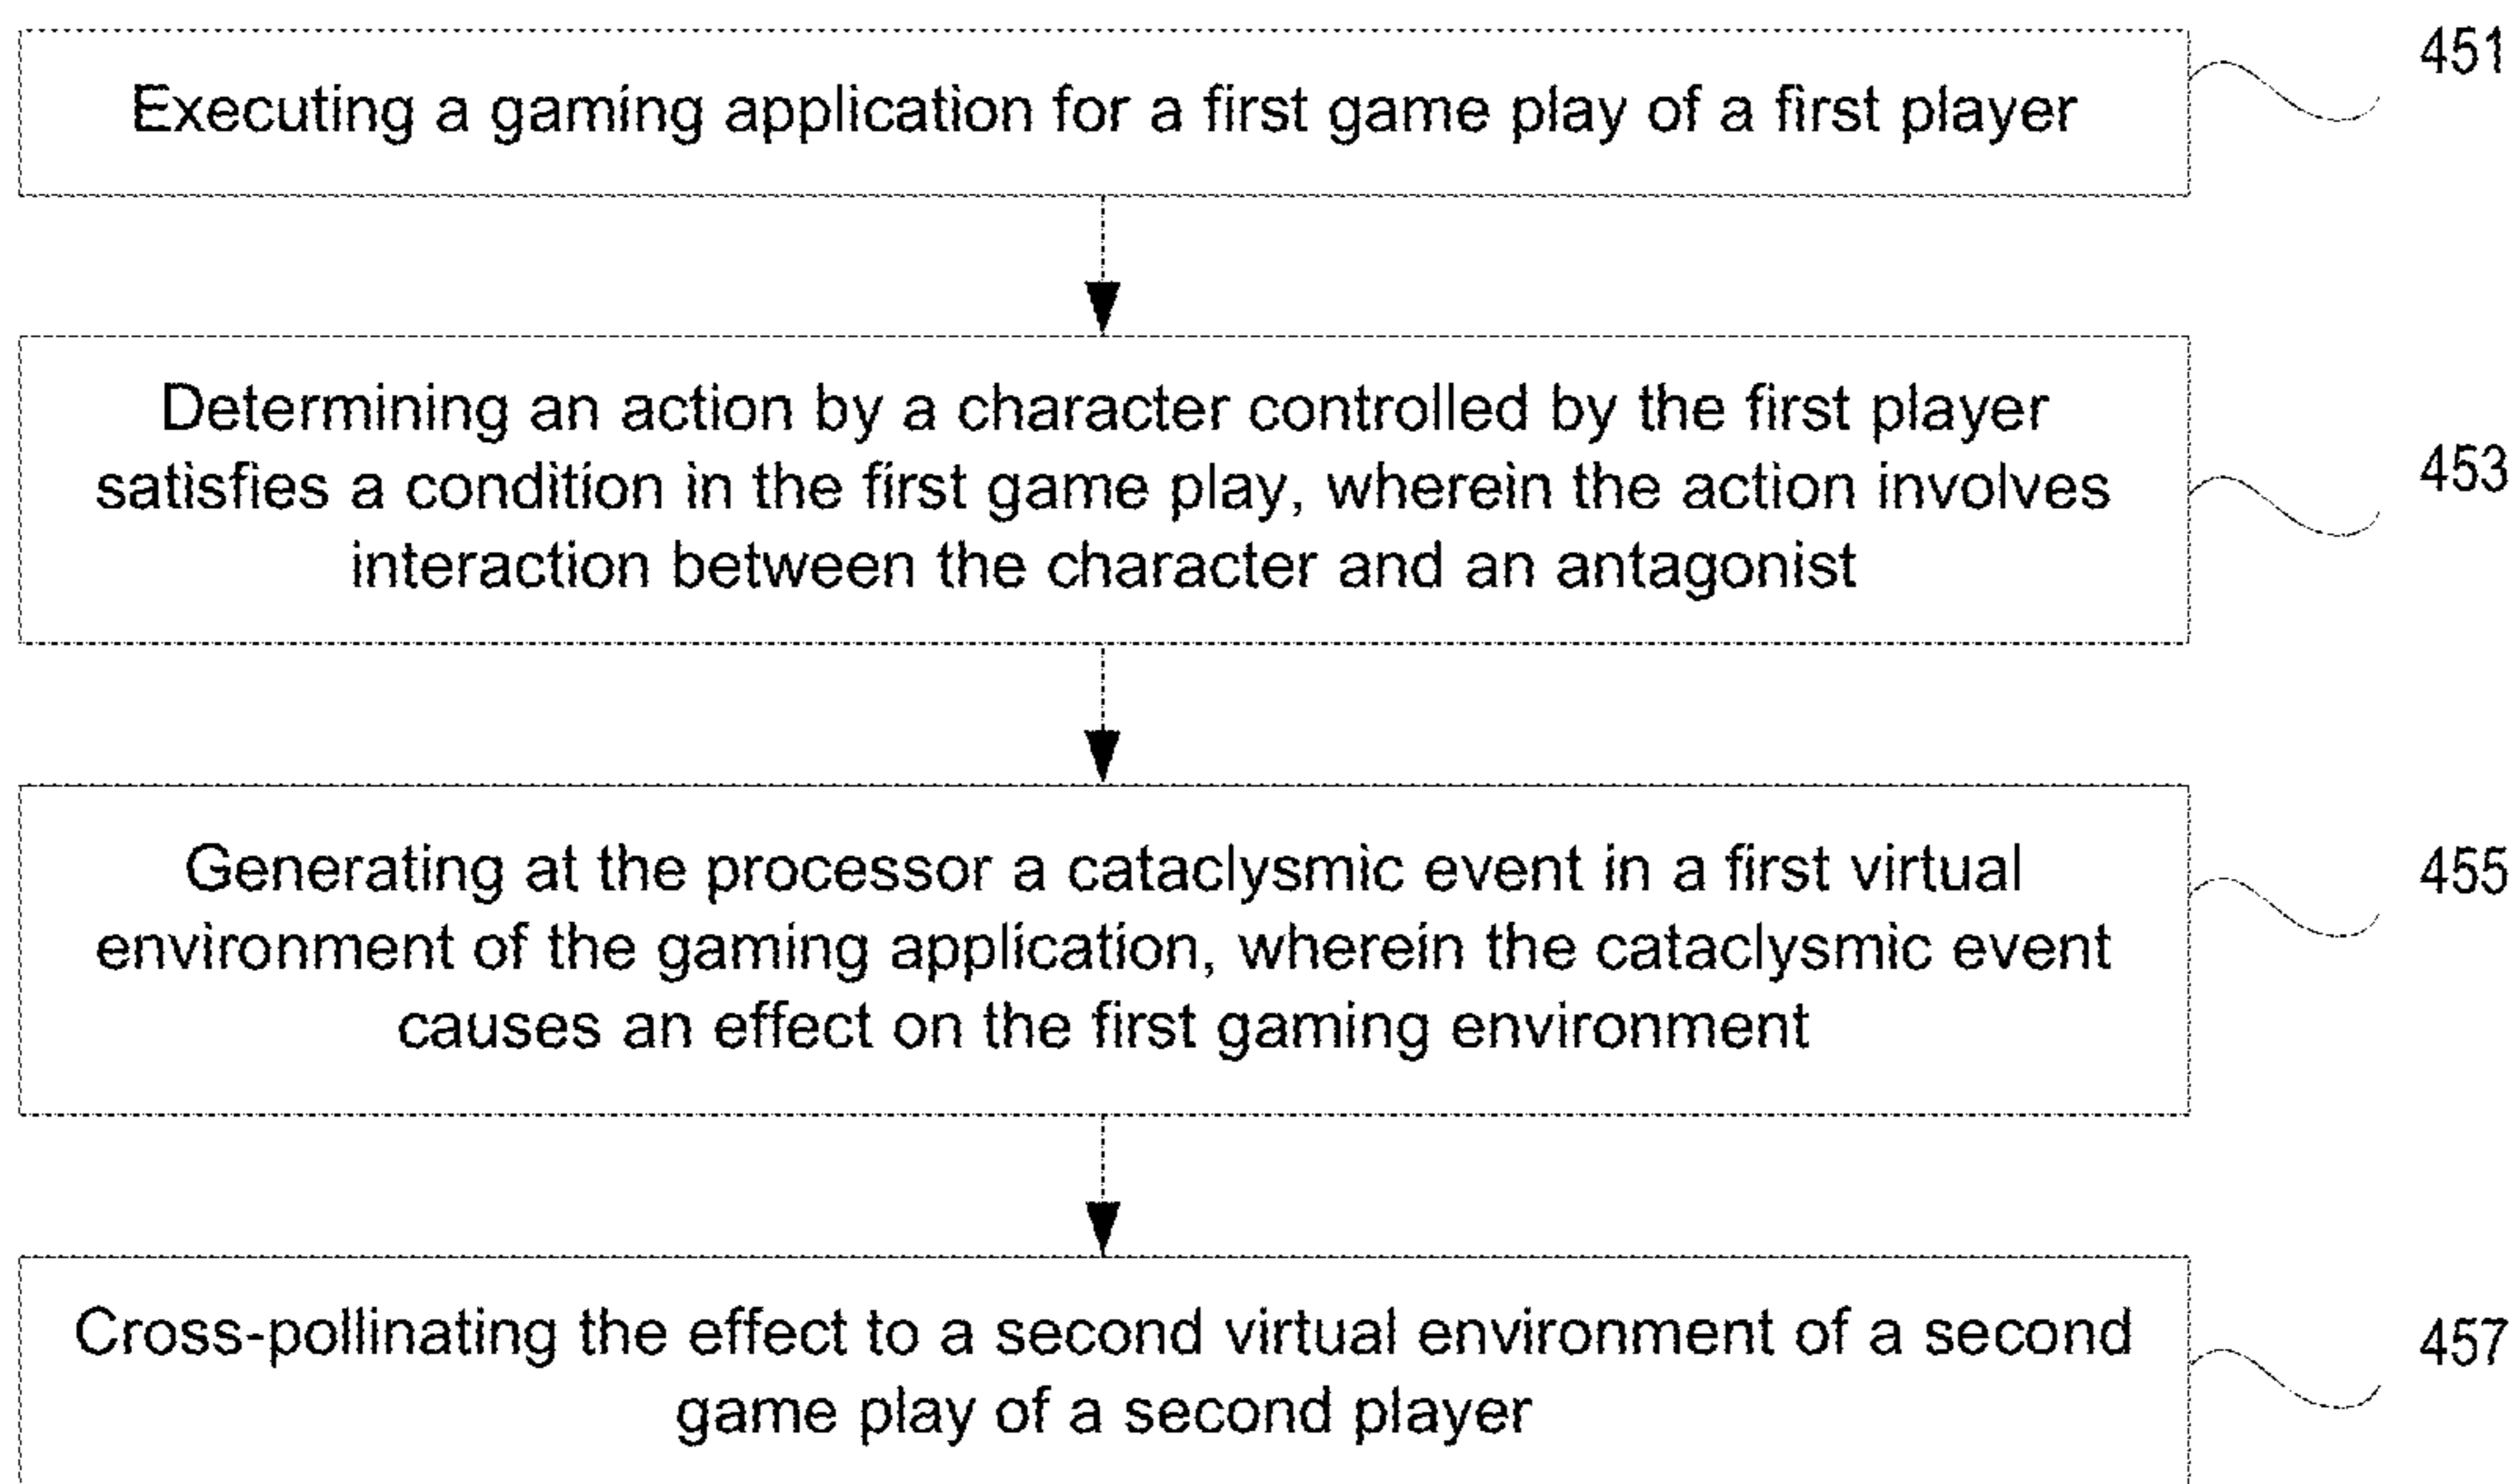 451
Executing a gaming application for a first game play of a first player
Determining an action by a character controlled by the first player
satisfies a condition in the first game play, wherein the action involves
453
interaction between the character and an antagonist
Generating at the processor a cataclysmic event in a first virtual
455
environment of the gaming application, wherein the cataclysmic event
causes an effect on the first gaming environment
Cross-pollinating the effect to a second virtual environment of a second
457
game play of a second player